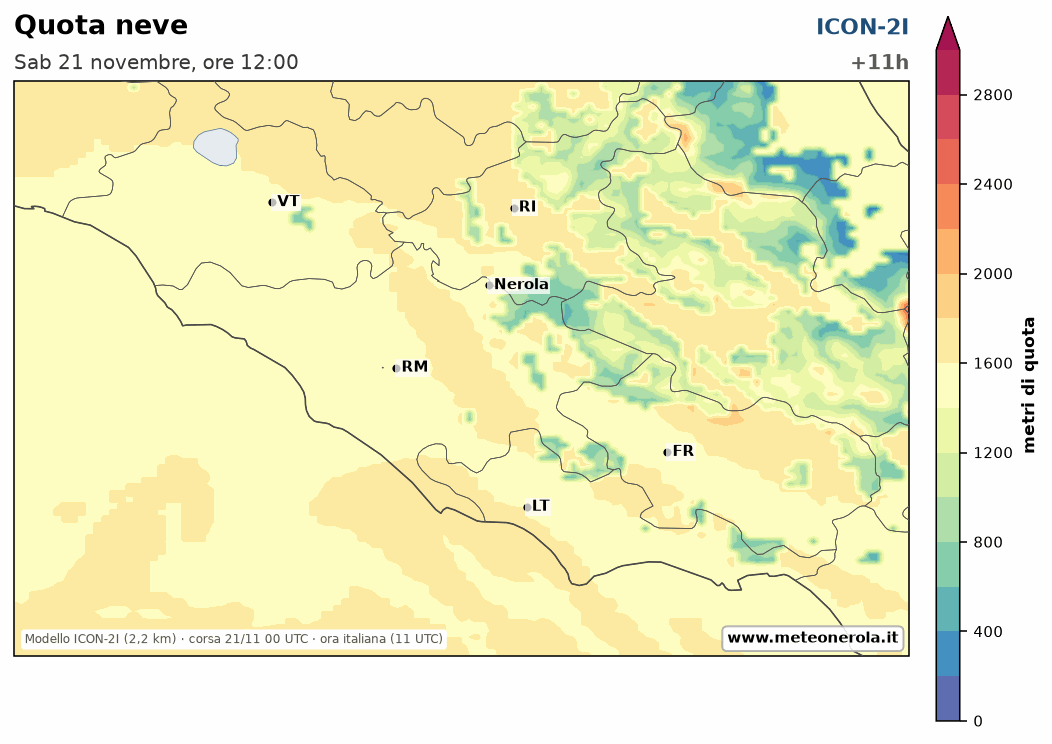 Quota neve
ICON-2I
Sab 21 novembre, ore 12:00
+11h
VT
RI
Nerola
RM
FR
LT
Modello ICON-2I (2,2 km) · corsa 21/11 00 UTC · ora italiana (11 UTC)
www.meteonerola.it
2800
2400
2000
1600
1200
800
400
0
metri di quota